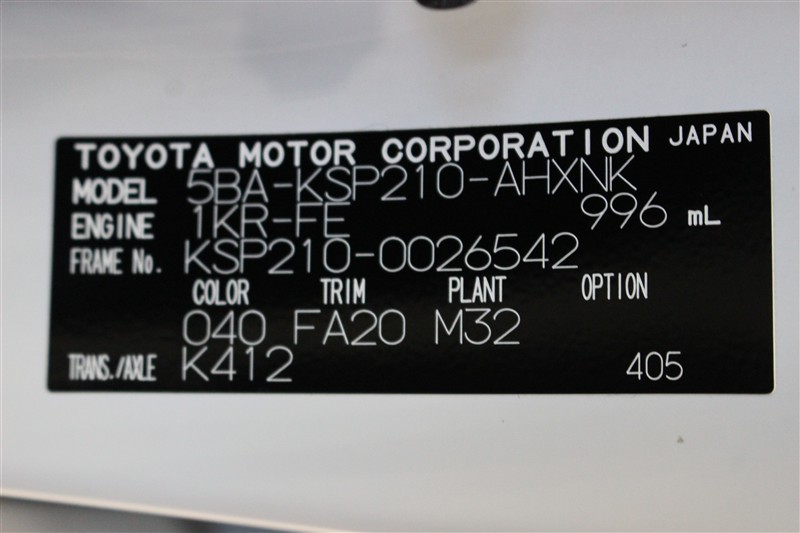 TOYOTA MOTOR CORPORATION JAPAN
MODEL 5BA-KSP210-AHXNK
ENGINE 1KR-FE 996 mL
FRAME No. KSP210-0026542
COLOR TRIM PLANT OPTION
040 FA20 M32
TRANS./AXLE K412 405